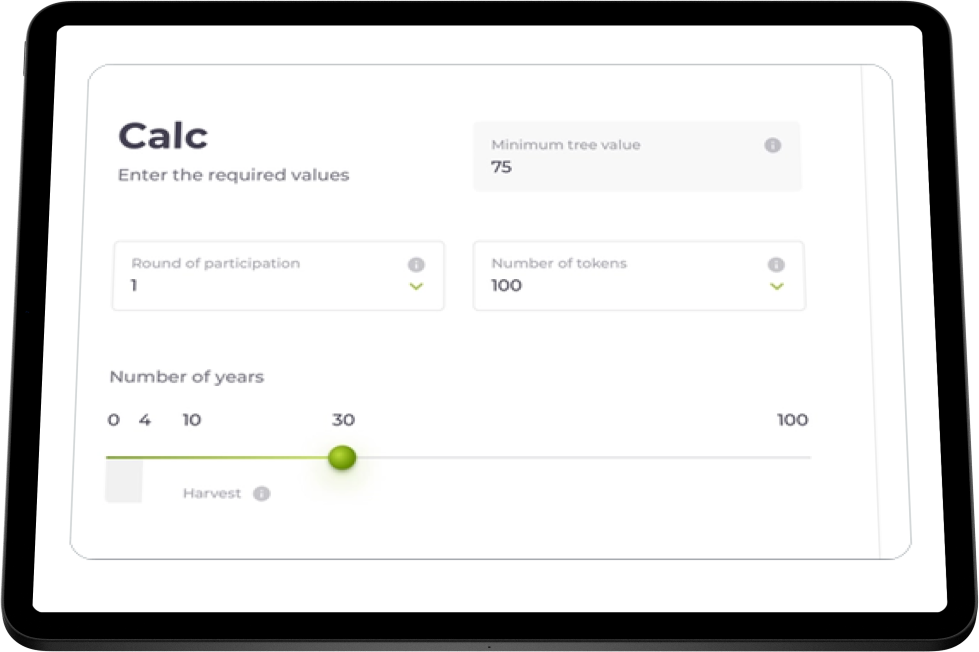 Calc
Enter the required values
Minimum tree value
75
Round of participation
1
Number of tokens
100
Number of years
0 4 10 30 100
Harvest